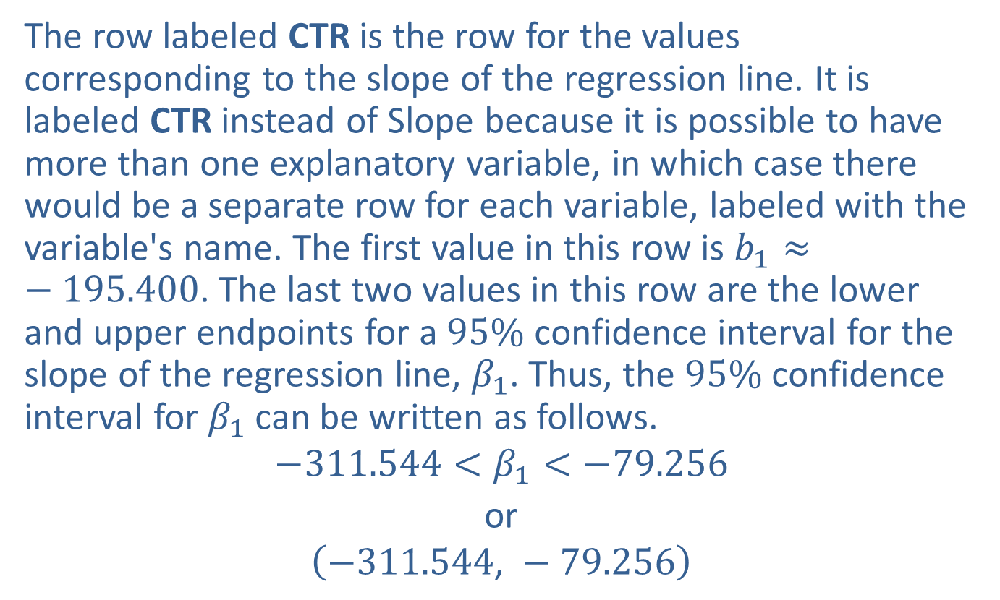 The row labeled CTR is the row for the values
corresponding to the slope of the regression line. It is
labeled CTR instead of Slope because it is possible to have
more than one explanatory variable, in which case there
would be a separate row for each variable, labeled with the
variable's name. The first value in this row is b₁ ≈
− 195.400. The last two values in this row are the lower
and upper endpoints for a 95% confidence interval for the
slope of the regression line, β₁. Thus, the 95% confidence
interval for β₁ can be written as follows.
−311.544 < β₁ < −79.256
or
(−311.544, − 79.256)